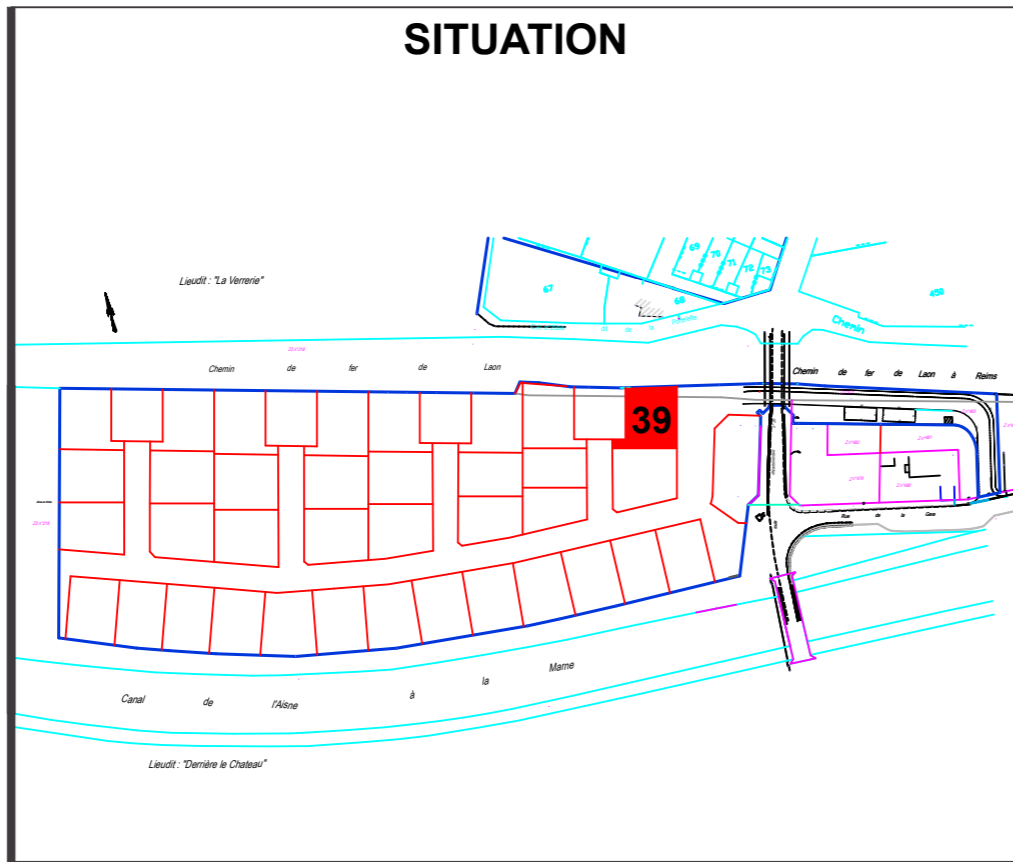 SITUATION
69
70
71
72
73
67
68
450
Lieudit : "La Verrerie"
Chemin
Chemin de fer de Laon
Chemin de fer de Laon à Reims
39
Rue de la Gare
Canal de l'Aisne à la Marne
Lieudit : "Derrière le Chateau"